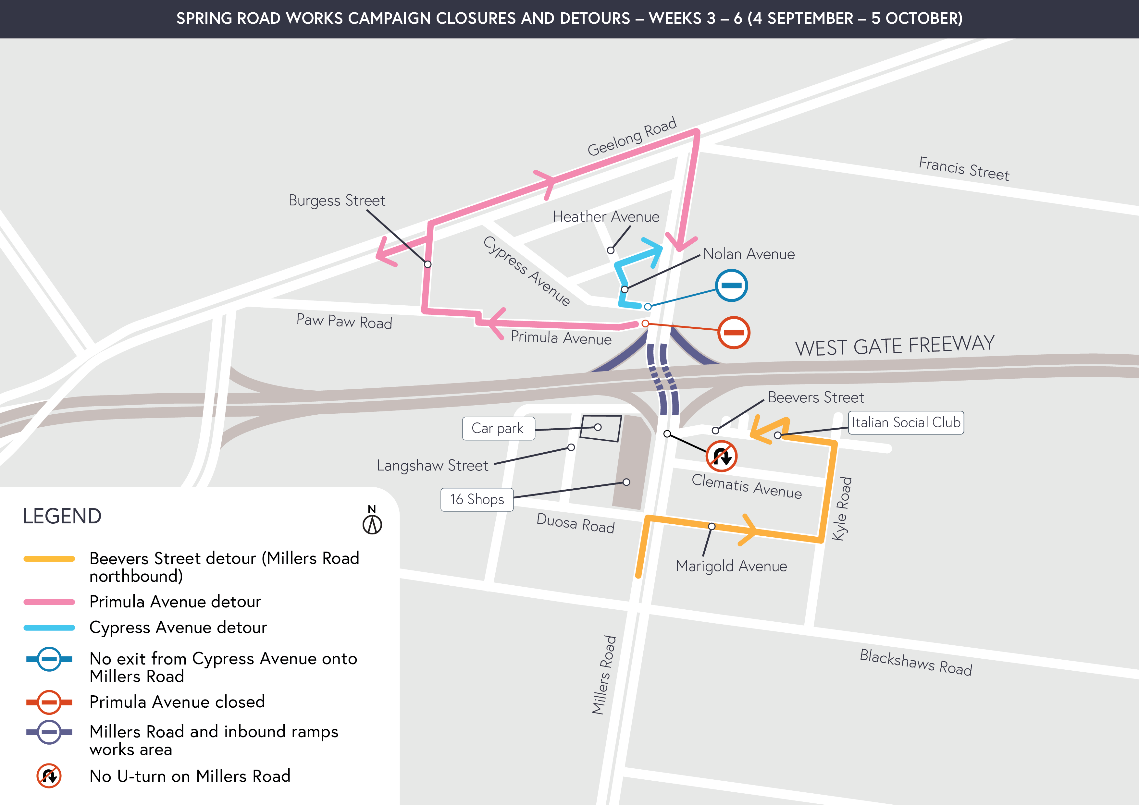 SPRING ROAD WORKS CAMPAIGN CLOSURES AND DETOURS – WEEKS 3 – 6 (4 SEPTEMBER – 5 OCTOBER)
Geelong Road
Francis Street
Burgess Street
Heather Avenue
Cypress Avenue
Nolan Avenue
Paw Paw Road
Primula Avenue
WEST GATE FREEWAY
Beevers Street
Italian Social Club
Car park
Langshaw Street
Clematis Avenue
16 Shops
Kyle Road
Duosa Road
Marigold Avenue
Millers Road
Blackshaws Road
LEGEND
N
Beevers Street detour (Millers Road
northbound)
Primula Avenue detour
Cypress Avenue detour
No exit from Cypress Avenue onto
Millers Road
Primula Avenue closed
Millers Road and inbound ramps
works area
No U-turn on Millers Road